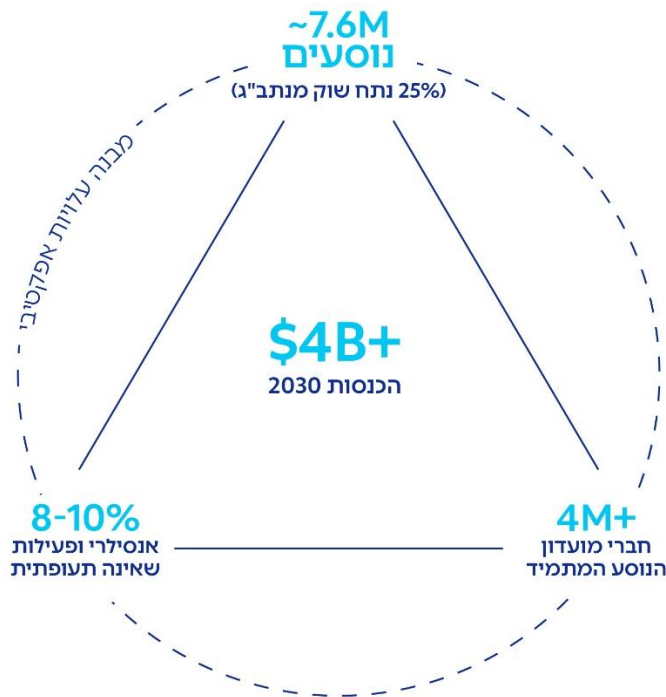 ~7.6M
נוסעים
(25% נתח שוק מנתב"ג)
מבנה עלויות אפקטיבי
$4B+
הכנסות 2030
8-10%
אנסילרי ופעילות
שאינה תעופתית
4M+
חברי מועדון
הנוסע המתמיד